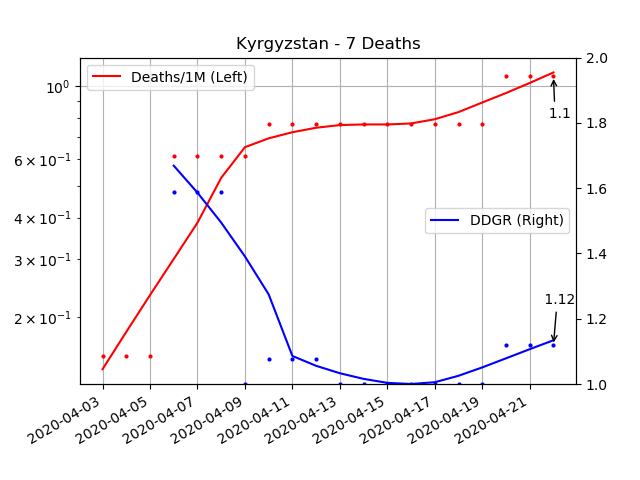 Kyrgyzstan - 7 Deaths
Deaths/1M (Left)
DDGR (Right)
10⁰
6 × 10⁻¹
4 × 10⁻¹
3 × 10⁻¹
2 × 10⁻¹
2.0
1.8
1.6
1.4
1.2
1.0
1.1
1.12
2020-04-03
2020-04-05
2020-04-07
2020-04-09
2020-04-11
2020-04-13
2020-04-15
2020-04-17
2020-04-19
2020-04-21